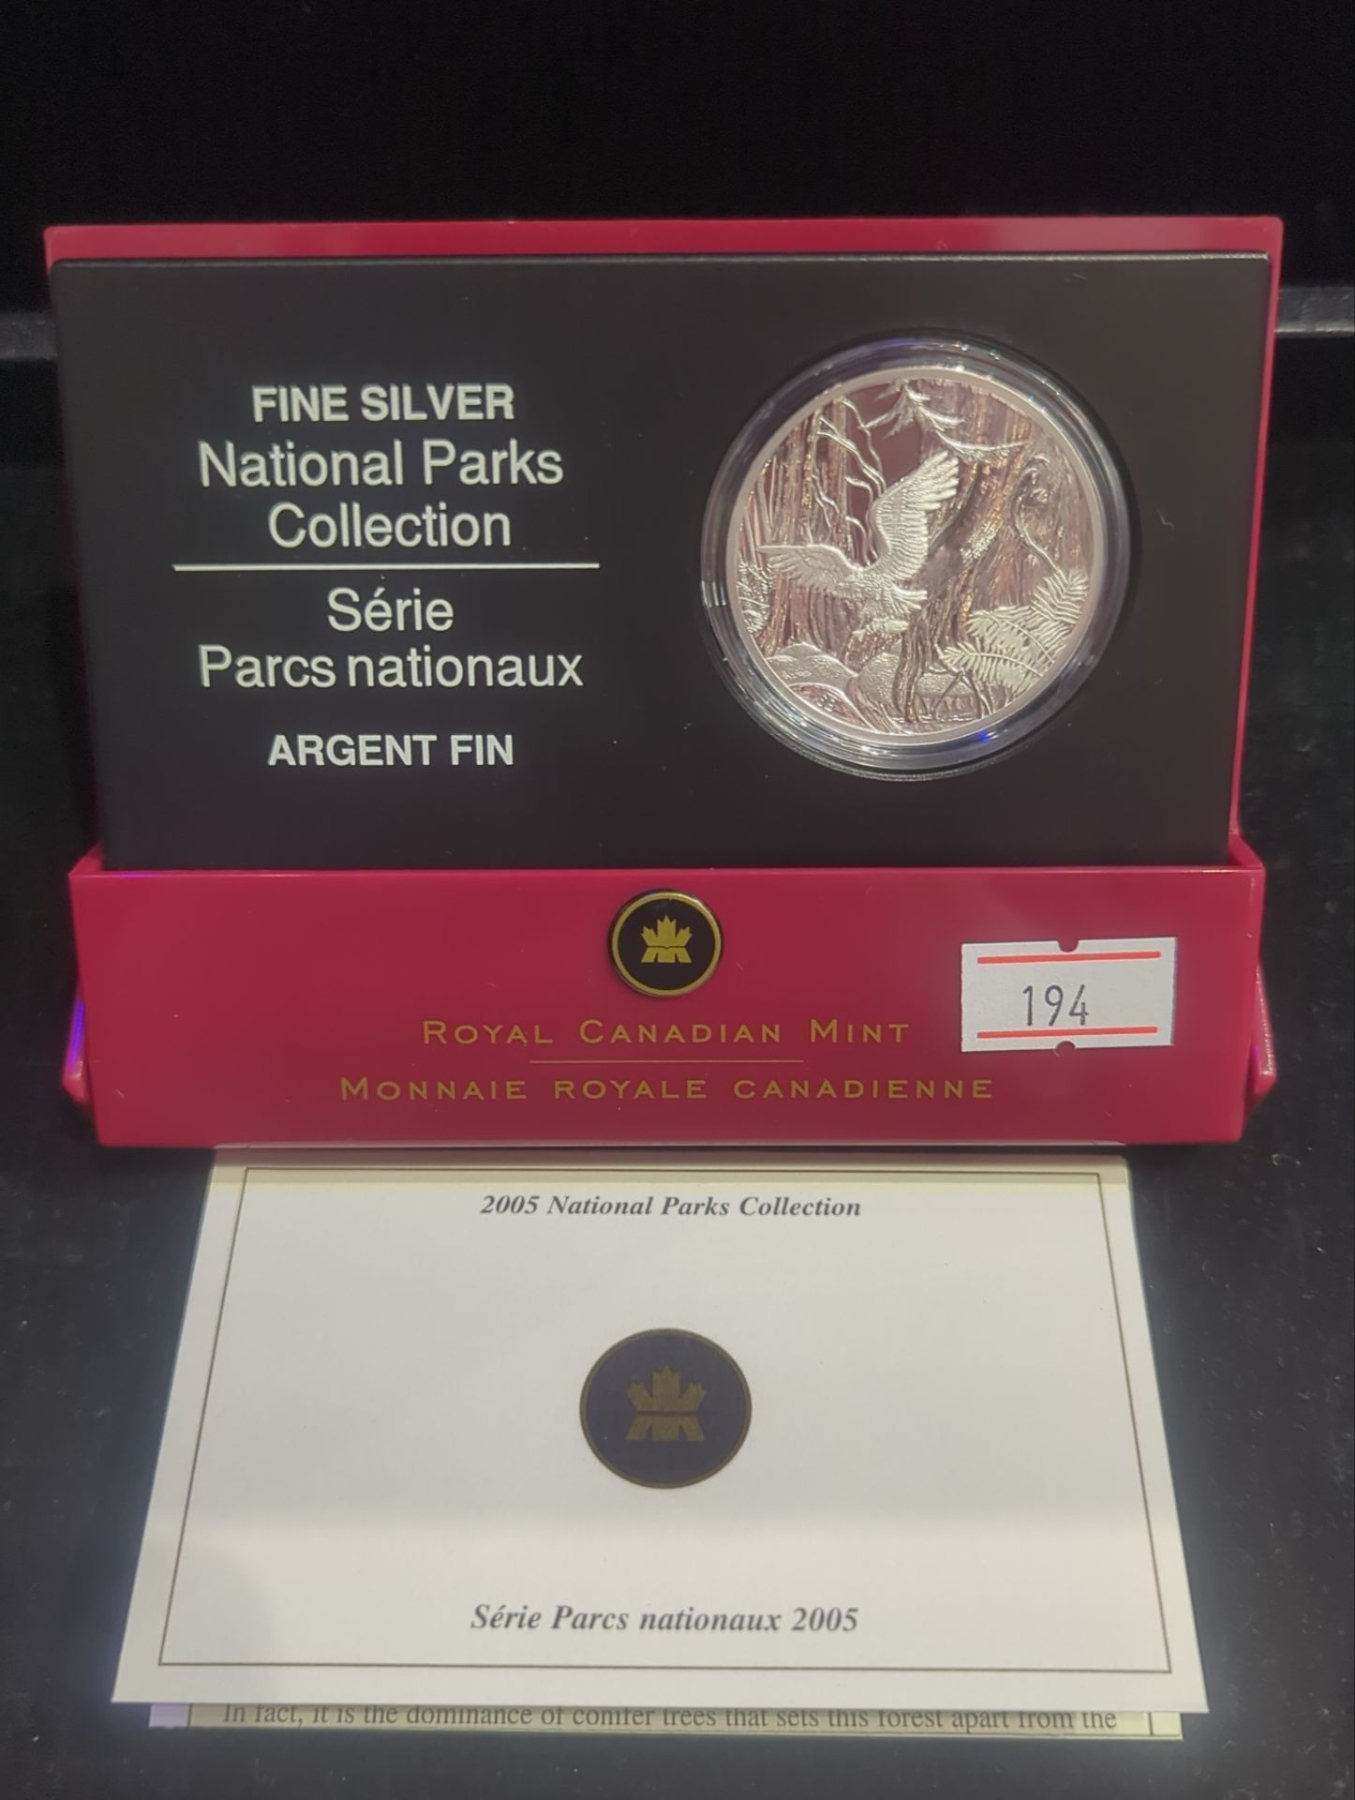 FINE SILVER
National Parks
Collection
Série
Parcs nationaux
ARGENT FIN
ROYAL CANADIAN MINT
194
MONNAIE ROYALE CANADIENNE
2005 National Parks Collection
Série Parcs nationaux 2005
In fact, it is the dominance of conifer trees that sets this forest apart from the